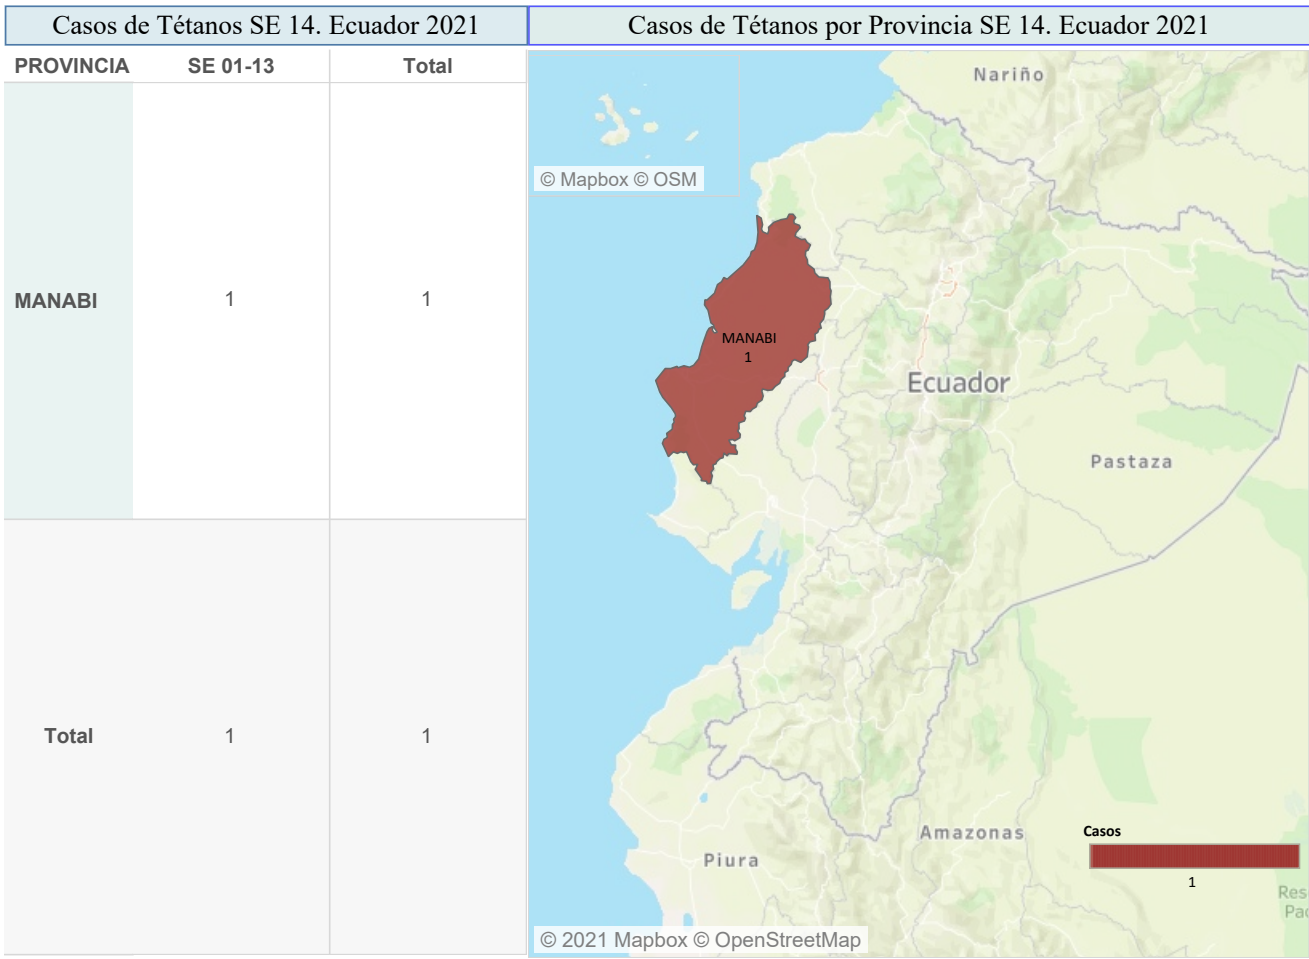 Casos de Tétanos SE 14. Ecuador 2021
Casos de Tétanos por Provincia SE 14. Ecuador 2021
PROVINCIA SE 01-13 Total
MANABI 1 1
Total 1 1
Nariño
© Mapbox © OSM
MANABI
1
Ecuador
Pastaza
Amazonas
Piura
Casos
1
Res
Pac
© 2021 Mapbox © OpenStreetMap